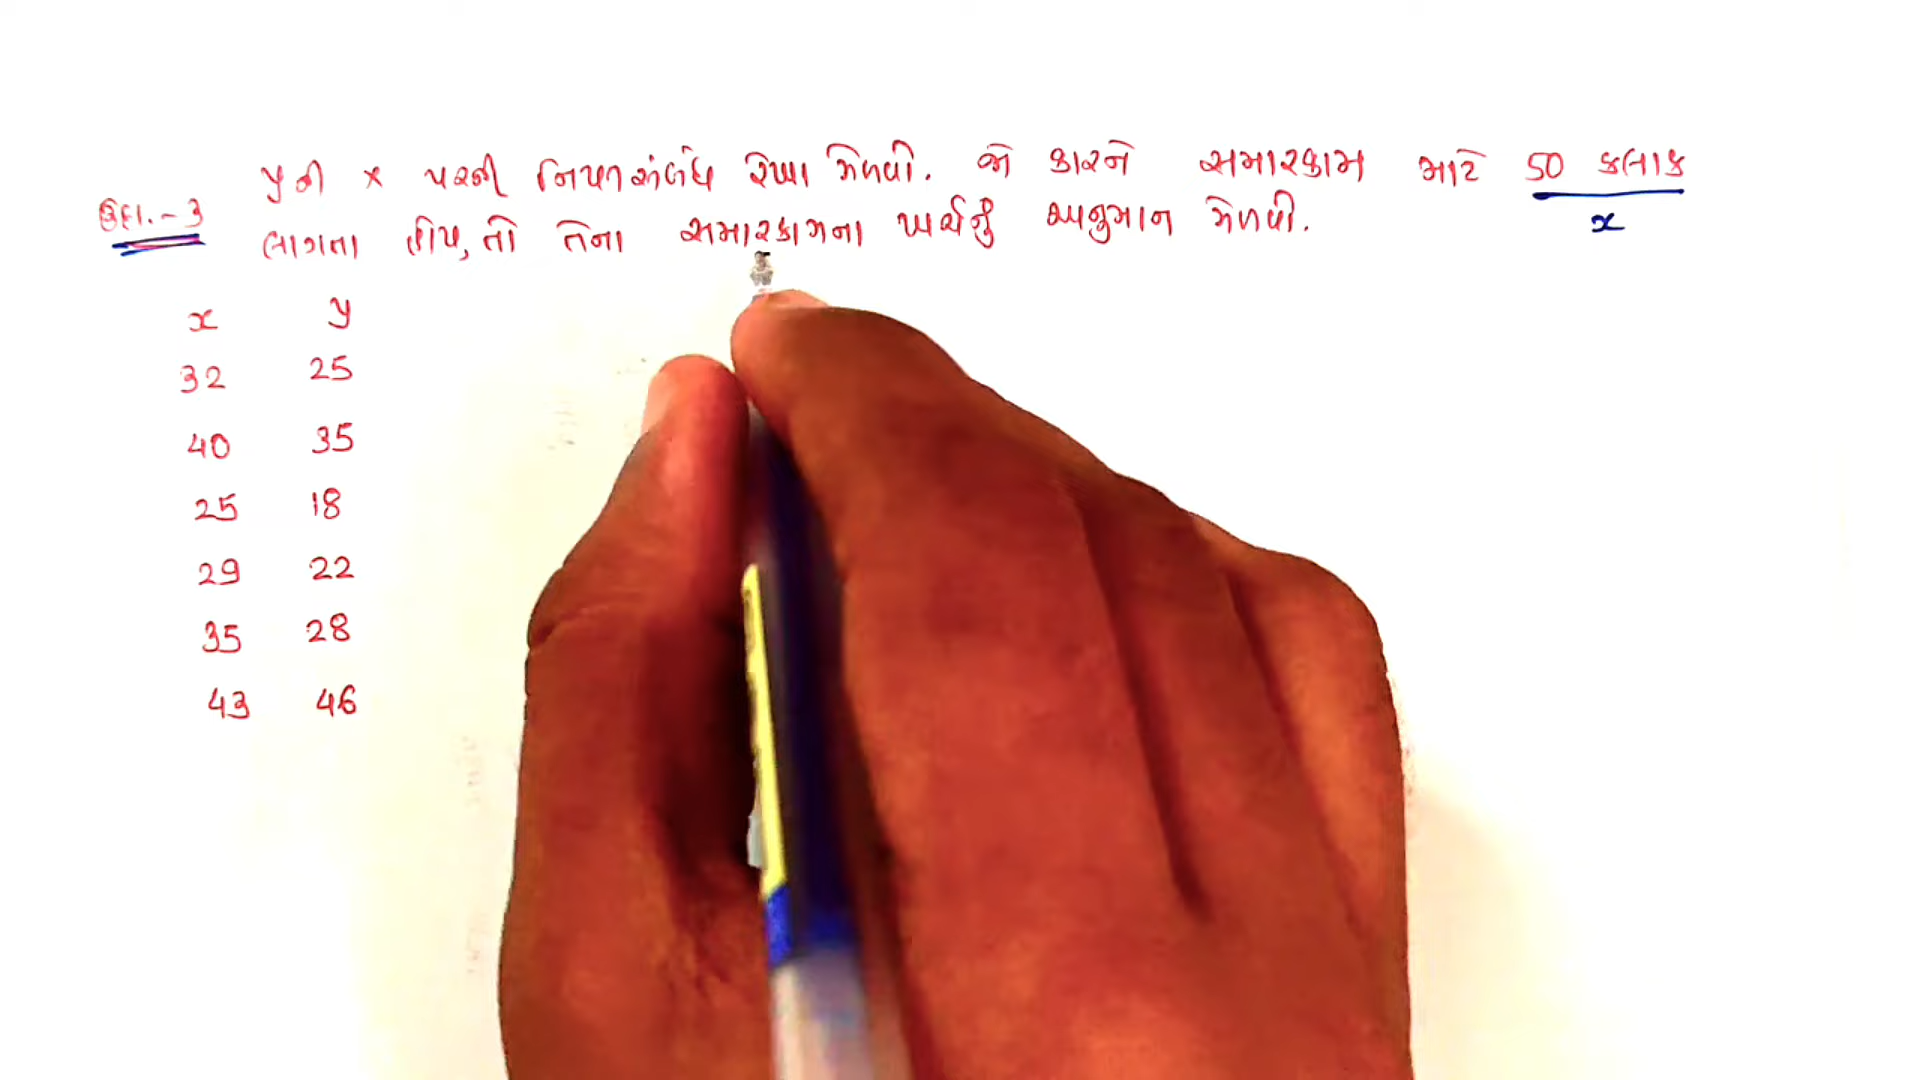 yની x પરની નિયતસંબંધ રેખા મેળવો. જો કારને સમારકામ માટે 50 કલાક
ઉદા.-3
લાગતા હોય, તો તેના સમારકામના ખર્ચનું અનુમાન મેળવો.
x
x y
32 25
40 35
25 18
29 22
35 28
43 46